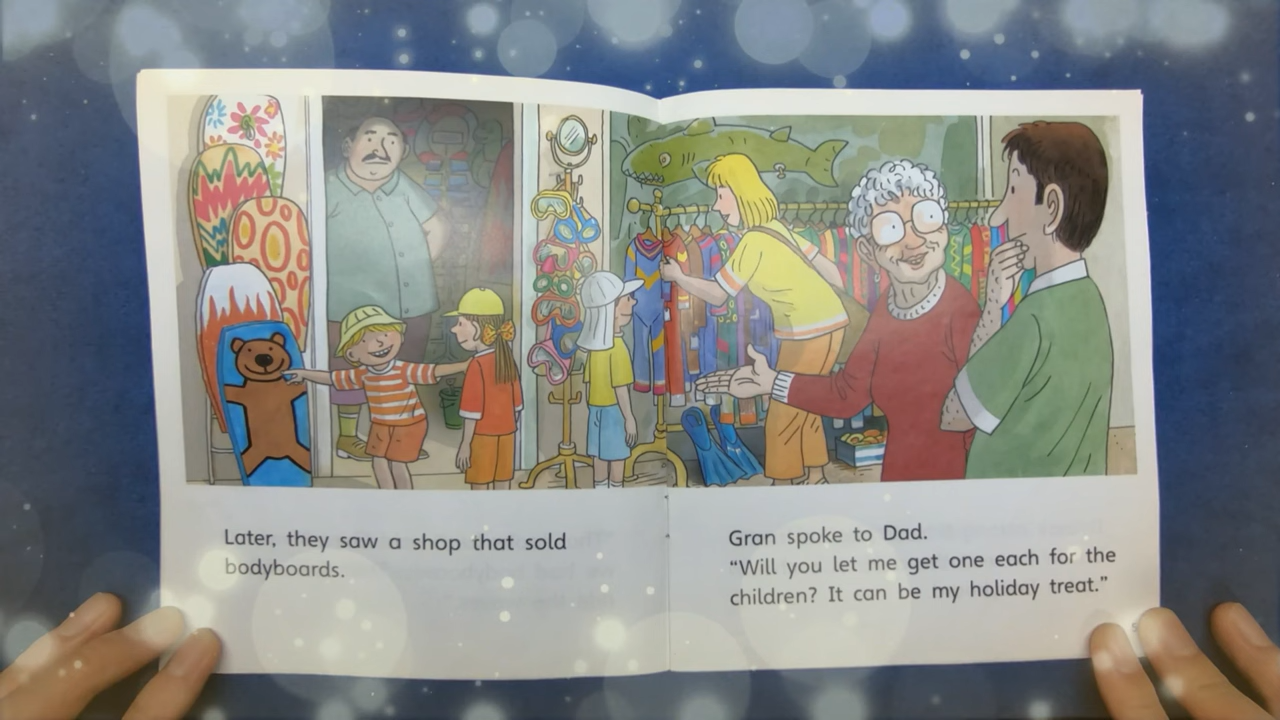 Later, they saw a shop that sold
bodyboards.
Gran spoke to Dad.
“Will you let me get one each for the
children? It can be my holiday treat.”